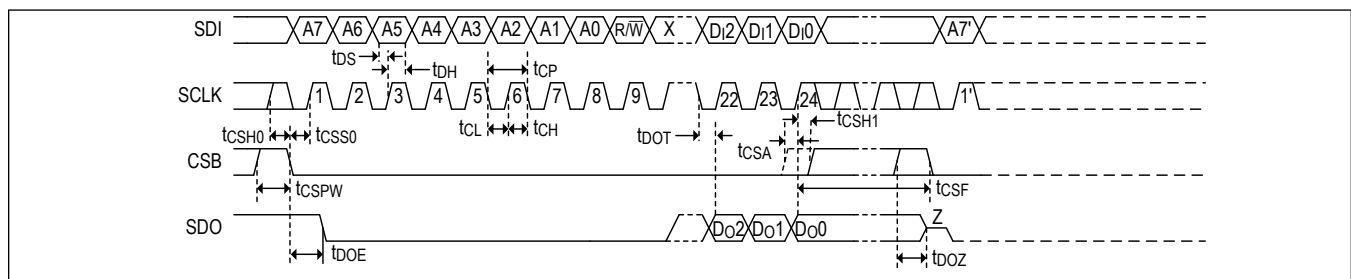 SDI A7 A6 A5 A4 A3 A2 A1 A0 R/W̅ X DI2 DI1 DI0 A7'
tDS tDH tCP
SCLK 1 2 3 4 5 6 7 8 9 22 23 24 1'
tCSH0 tCSS0 tCL tCH tDOT tCSA tCSH1
CSB
tCSPW tCSF
SDO DO2 DO1 DO0 Z
tDOE tDOZ